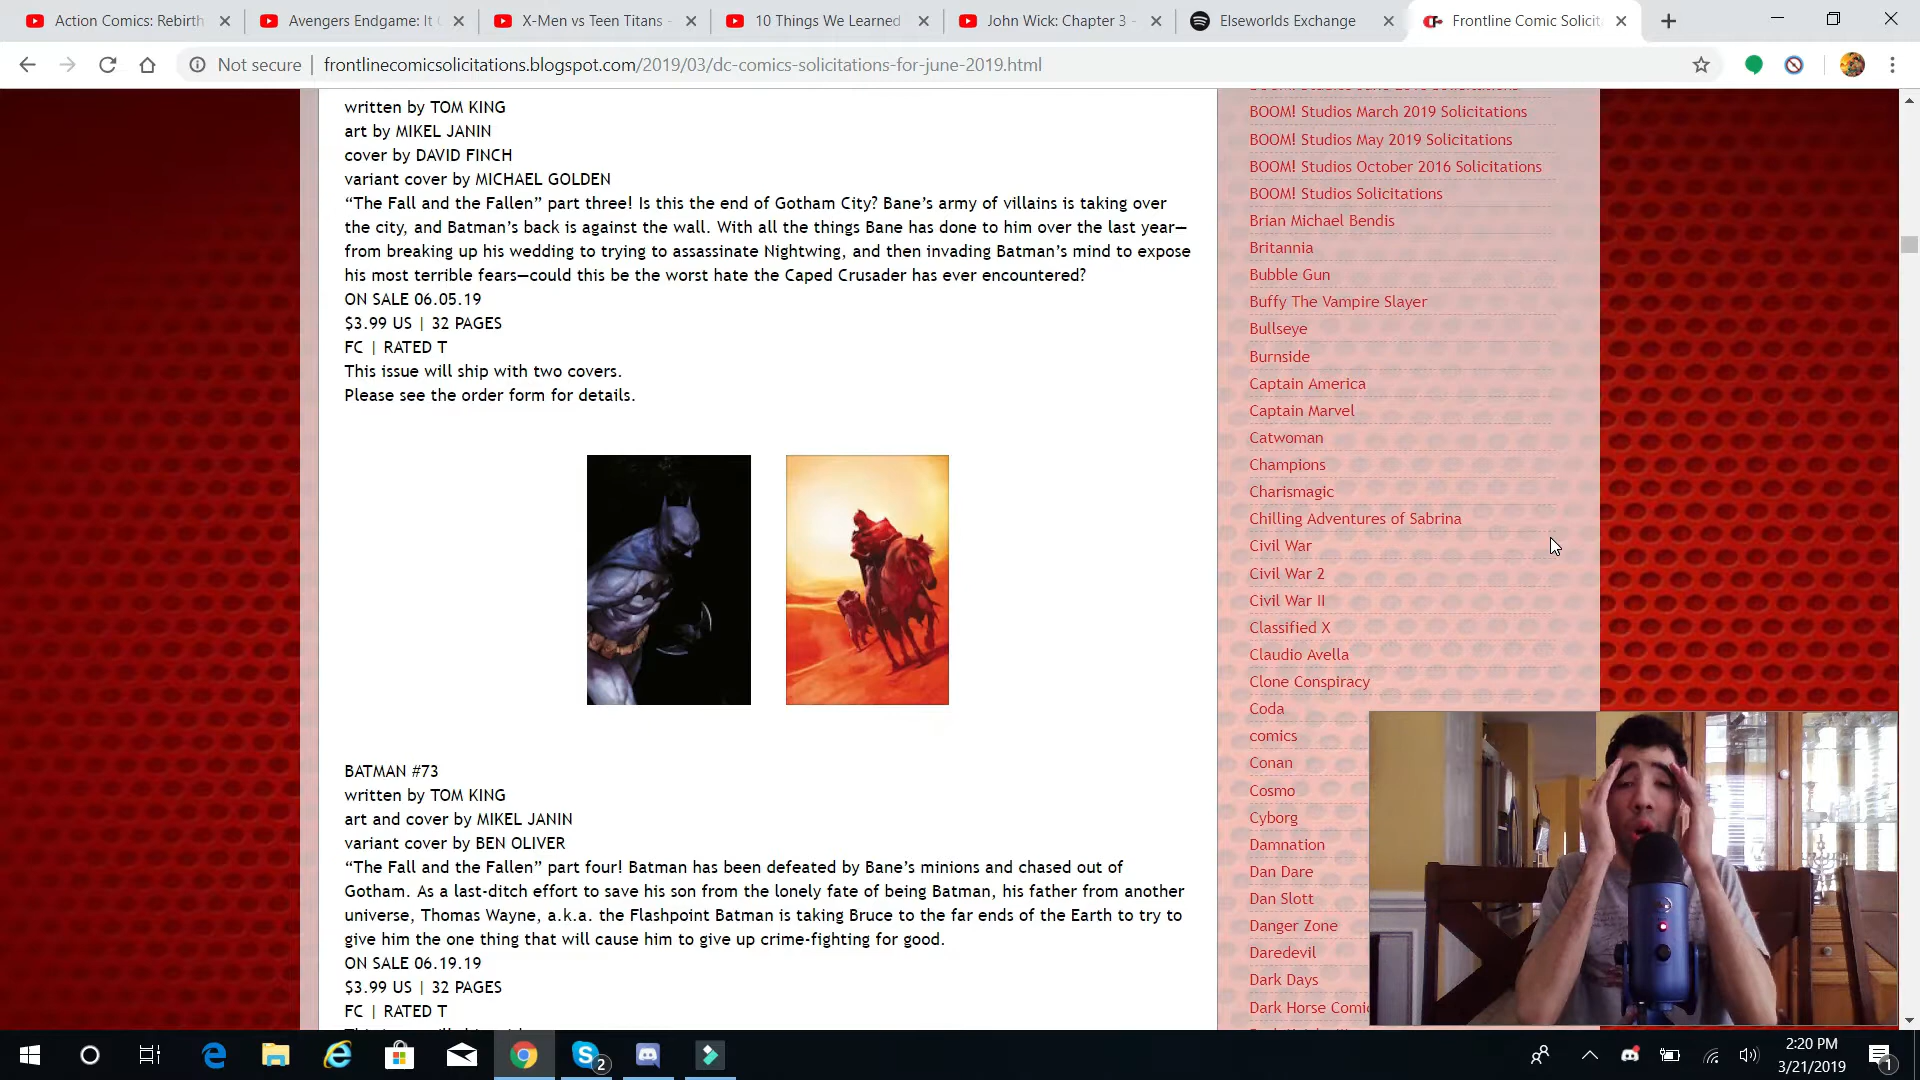 Action Comics: Rebirth
Avengers Endgame: It
X-Men vs Teen Titans -
10 Things We Learned
John Wick: Chapter 3 -
Elseworlds Exchange
Frontline Comic Solicit
Not secure | frontlinecomicsolicitations.blogspot.com/2019/03/dc-comics-solicitations-for-june-2019.html
written by TOM KING
art by MIKEL JANIN
cover by DAVID FINCH
variant cover by MICHAEL GOLDEN
“The Fall and the Fallen” part three! Is this the end of Gotham City? Bane’s army of villains is taking over
the city, and Batman’s back is against the wall. With all the things Bane has done to him over the last year—
from breaking up his wedding to trying to assassinate Nightwing, and then invading Batman’s mind to expose
his most terrible fears—could this be the worst hate the Caped Crusader has ever encountered?
ON SALE 06.05.19
$3.99 US | 32 PAGES
FC | RATED T
This issue will ship with two covers.
Please see the order form for details.
BATMAN #73
written by TOM KING
art and cover by MIKEL JANIN
variant cover by BEN OLIVER
“The Fall and the Fallen” part four! Batman has been defeated by Bane’s minions and chased out of
Gotham. As a last-ditch effort to save his son from the lonely fate of being Batman, his father from another
universe, Thomas Wayne, a.k.a. the Flashpoint Batman is taking Bruce to the far ends of the Earth to try to
give him the one thing that will cause him to give up crime-fighting for good.
ON SALE 06.19.19
$3.99 US | 32 PAGES
FC | RATED T
BOOM! Studios March 2019 Solicitations
BOOM! Studios May 2019 Solicitations
BOOM! Studios October 2016 Solicitations
BOOM! Studios Solicitations
Brian Michael Bendis
Britannia
Bubble Gun
Buffy The Vampire Slayer
Bullseye
Burnside
Captain America
Captain Marvel
Catwoman
Champions
Charismagic
Chilling Adventures of Sabrina
Civil War
Civil War 2
Civil War II
Classified X
Claudio Avella
Clone Conspiracy
Coda
comics
Conan
Cosmo
Cyborg
Damnation
Dan Dare
Dan Slott
Danger Zone
Daredevil
Dark Days
Dark Horse Comic
2
2:20 PM
3/21/2019
1